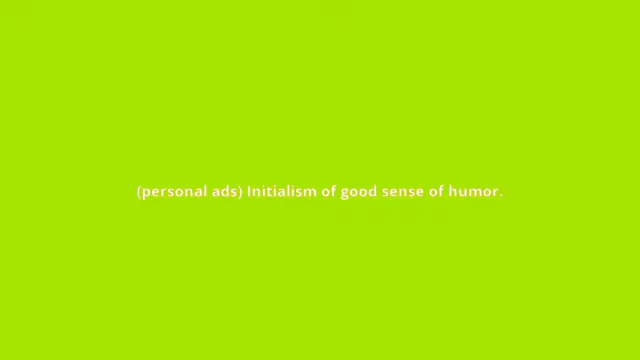 (personal ads) Initialism of good sense of humor.